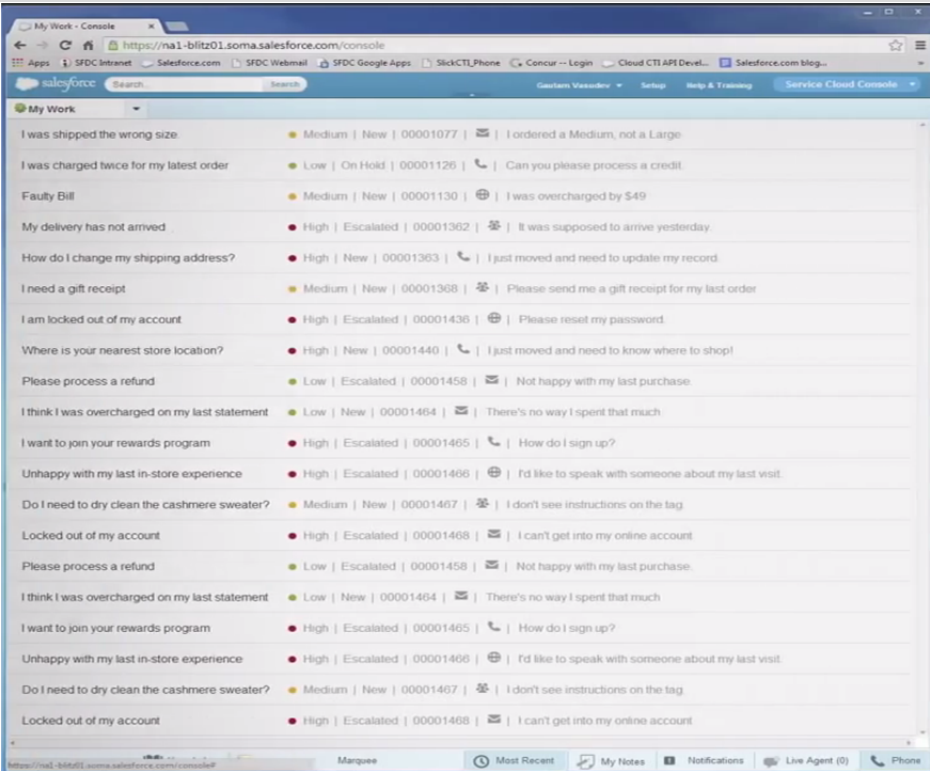 My Work - Console
https://na1-blitz01.soma.salesforce.com/console
Apps SFDC Intranet Salesforce.com SFDC Webmail SFDC Google Apps SlickCTI_Phone Concur -- Login Cloud CTI API Devel... Salesforce.com blog...
salesforce Search... Search Gautam Vasudev Setup Help & Training Service Cloud Console
My Work
I was shipped the wrong size. Medium | New | 00001077 | | I ordered a Medium, not a Large.
I was charged twice for my latest order Low | On Hold | 00001126 | | Can you please process a credit.
Faulty Bill Medium | New | 00001130 | | I was overcharged by $49
My delivery has not arrived. High | Escalated | 00001362 | | It was supposed to arrive yesterday.
How do I change my shipping address? High | New | 00001363 | | I just moved and need to update my record.
I need a gift receipt Medium | New | 00001368 | | Please send me a gift receipt for my last order
I am locked out of my account High | Escalated | 00001436 | | Please reset my password.
Where is your nearest store location? High | New | 00001440 | | I just moved and need to know where to shop!
Please process a refund Low | Escalated | 00001458 | | Not happy with my last purchase.
I think I was overcharged on my last statement Low | New | 00001464 | | There's no way I spent that much
I want to join your rewards program High | Escalated | 00001465 | | How do I sign up?
Unhappy with my last in-store experience High | Escalated | 00001466 | | I'd like to speak with someone about my last visit.
Do I need to dry clean the cashmere sweater? Medium | New | 00001467 | | I don't see instructions on the tag
Locked out of my account High | Escalated | 00001468 | | I can't get into my online account
Please process a refund Low | Escalated | 00001458 | | Not happy with my last purchase.
I think I was overcharged on my last statement Low | New | 00001464 | | There's no way I spent that much
I want to join your rewards program High | Escalated | 00001465 | | How do I sign up?
Unhappy with my last in-store experience High | Escalated | 00001466 | | I'd like to speak with someone about my last visit.
Do I need to dry clean the cashmere sweater? Medium | New | 00001467 | | I don't see instructions on the tag
Locked out of my account High | Escalated | 00001468 | | I can't get into my online account
https://na1-blitz01.soma.salesforce.com/console# Marquee Most Recent My Notes Notifications Live Agent (0) Phone